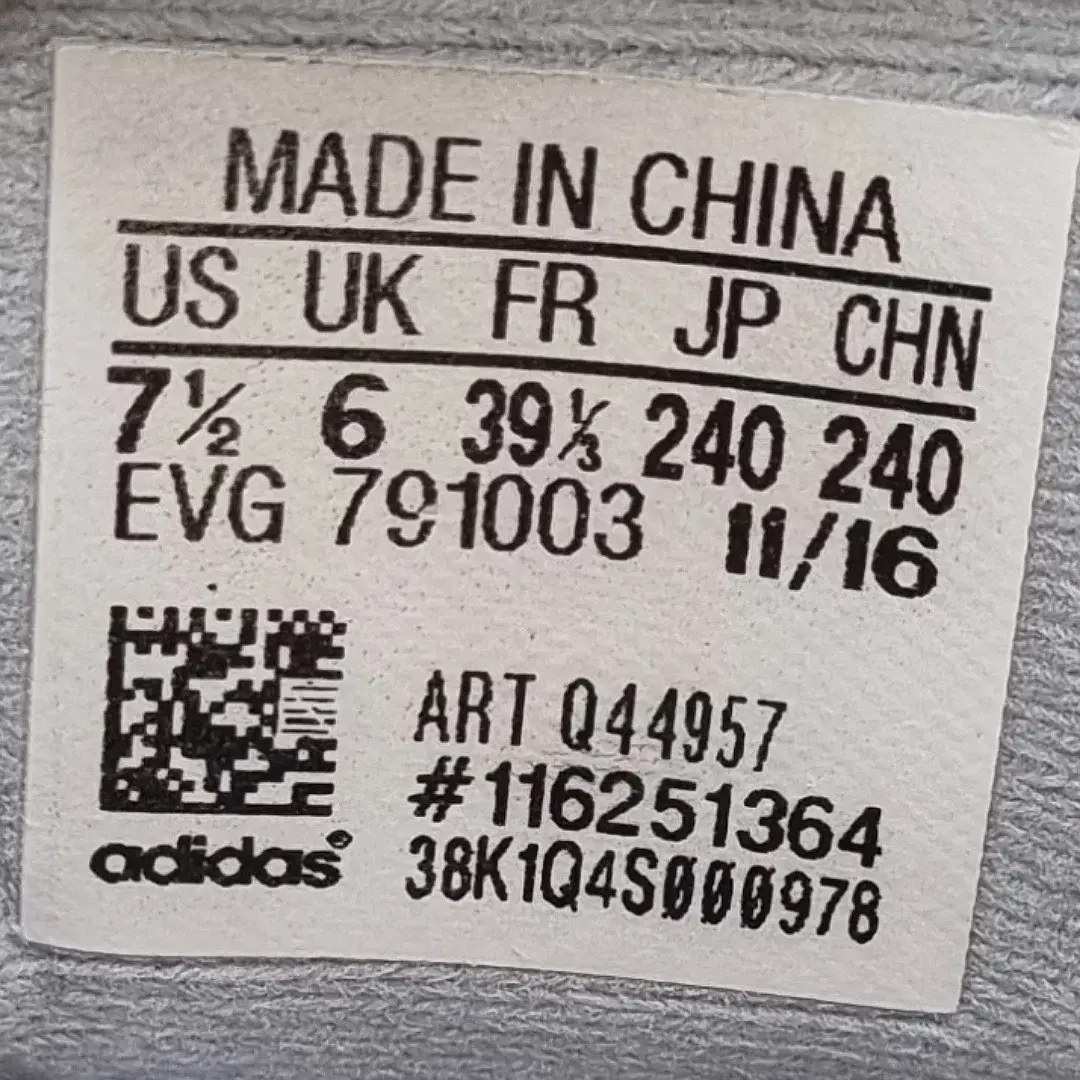 MADE IN CHINA
US UK FR JP CHN
7½ 6 39⅓ 240 240
EVG 791003 11/16
ART Q44957
#116251364
adidas®
38K1Q4S000978